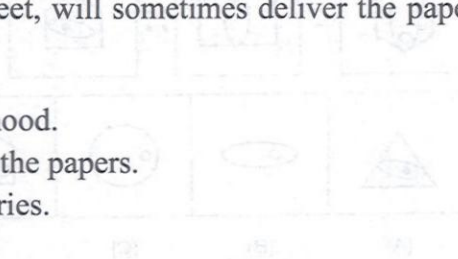 eet, will sometimes deliver the pape
ood.
the papers.
ries.